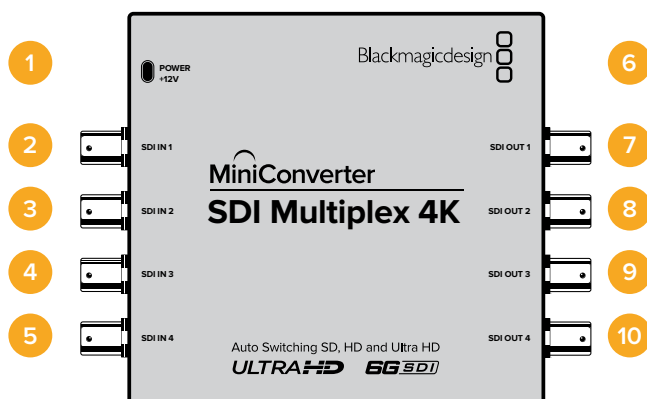 1
Blackmagicdesign
6
POWER
+12V
2
SDI IN 1
SDI OUT 1
7
MiniConverter
3
SDI IN 2
SDI Multiplex 4K
SDI OUT 2
8
4
SDI IN 3
SDI OUT 3
9
5
SDI IN 4
Auto Switching SD, HD and Ultra HD
SDI OUT 4
10
ULTRAHD 6G SDI